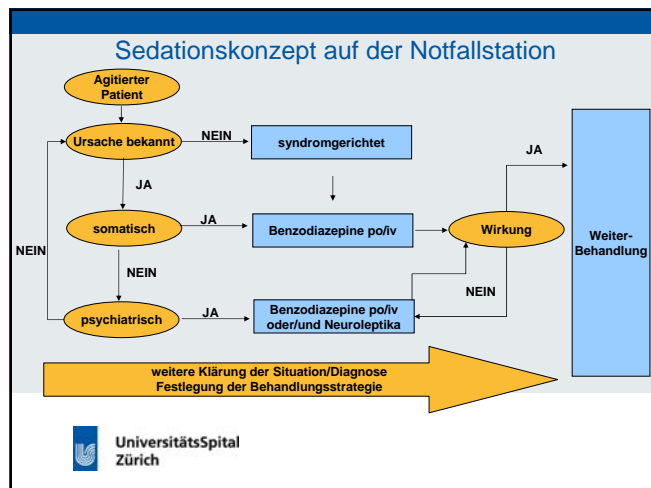 Sedationskonzept auf der Notfallstation
Agitierter
Patient
Ursache bekannt
NEIN
syndromgerichtet
JA
JA
somatisch
JA
Benzodiazepine po/iv
Wirkung
Weiter-
Behandlung
NEIN
NEIN
NEIN
psychiatrisch
JA
Benzodiazepine po/iv
oder/und Neuroleptika
weitere Klärung der Situation/Diagnose
Festlegung der Behandlungsstrategie
UniversitätsSpital
Zürich